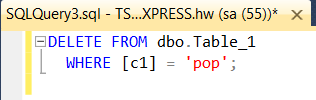 SQLQuery3.sql - TS...XPRESS.hw (sa (55))*
DELETE FROM dbo.Table_1
WHERE [c1] = 'pop';